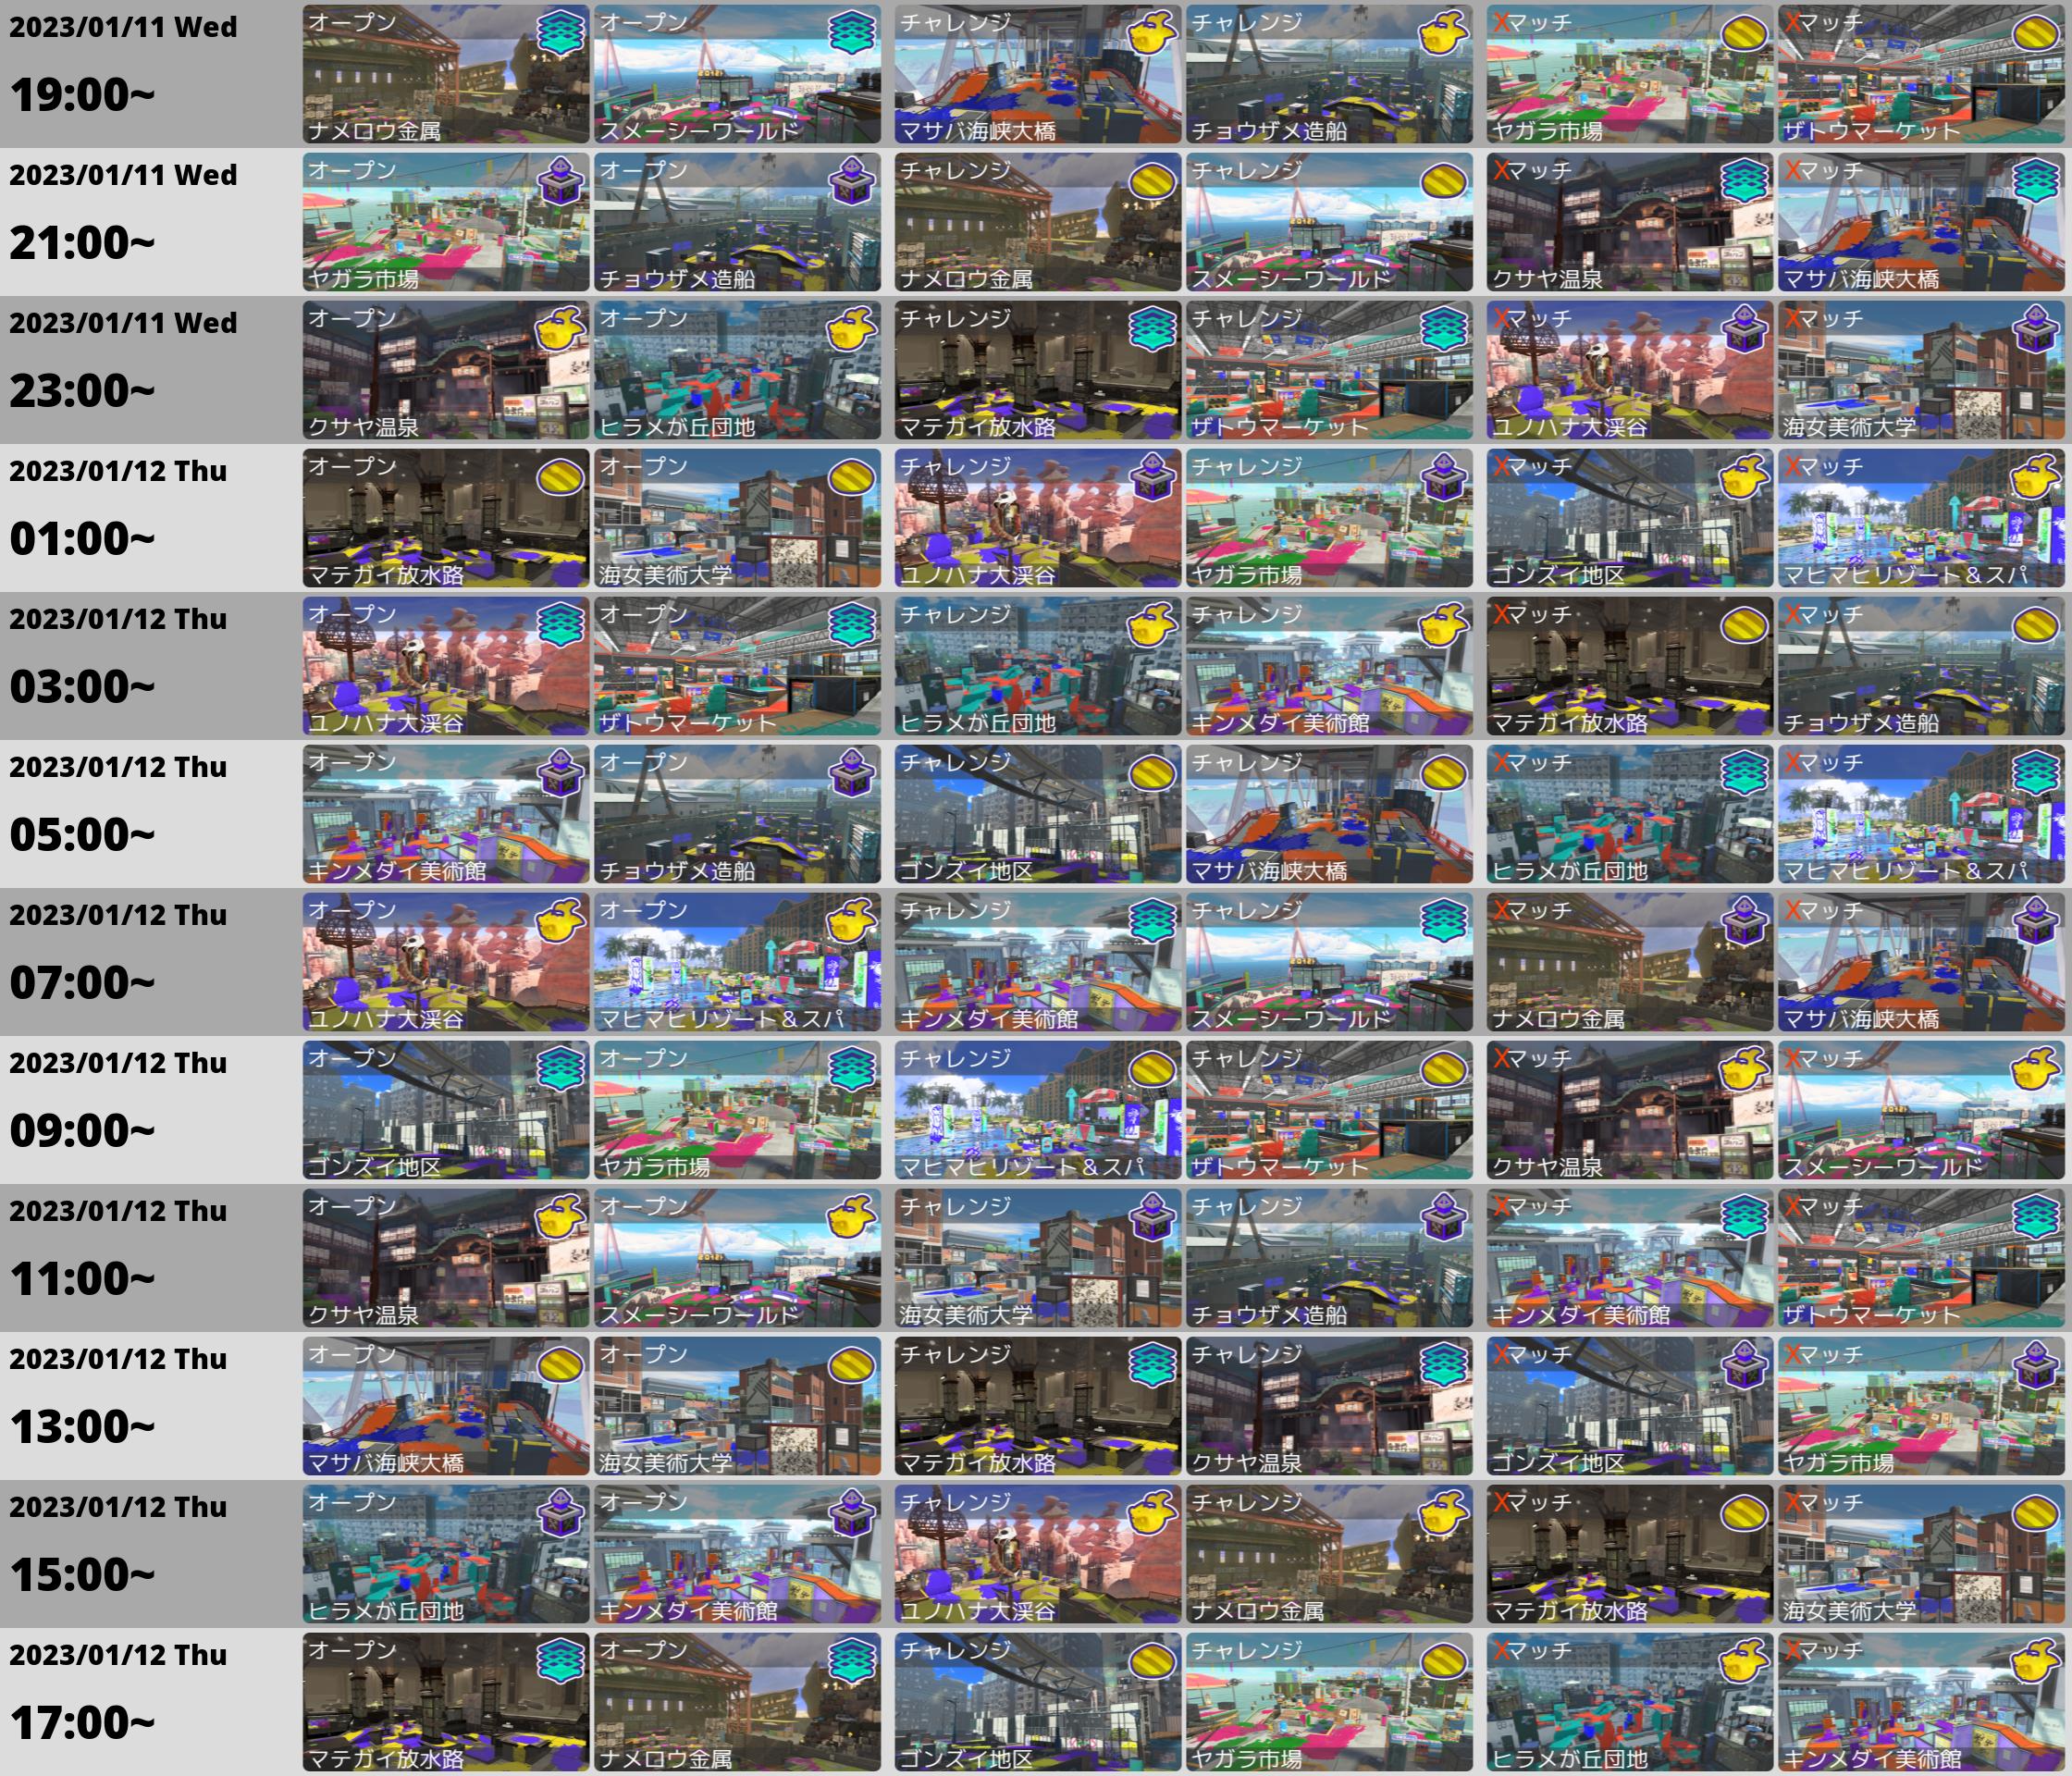 2023/01/11 Wed
19:00~
オープン オープン チャレンジ チャレンジ Xマッチ Xマッチ
ナメロウ金属 スメーシーワールド マサバ海峡大橋 チョウザメ造船 ヤガラ市場 ザトウマーケット
2023/01/11 Wed
21:00~
オープン オープン チャレンジ チャレンジ Xマッチ Xマッチ
ヤガラ市場 チョウザメ造船 ナメロウ金属 スメーシーワールド クサヤ温泉 マサバ海峡大橋
2023/01/11 Wed
23:00~
オープン オープン チャレンジ チャレンジ Xマッチ Xマッチ
クサヤ温泉 ヒラメが丘団地 マテガイ放水路 ザトウマーケット ユノハナ大渓谷 海女美術大学
2023/01/12 Thu
01:00~
オープン オープン チャレンジ チャレンジ Xマッチ Xマッチ
マテガイ放水路 海女美術大学 ユノハナ大渓谷 ヤガラ市場 ゴンズイ地区 マヒマヒリゾート＆スパ
2023/01/12 Thu
03:00~
オープン オープン チャレンジ チャレンジ Xマッチ Xマッチ
ユノハナ大渓谷 ザトウマーケット ヒラメが丘団地 キンメダイ美術館 マテガイ放水路 チョウザメ造船
2023/01/12 Thu
05:00~
オープン オープン チャレンジ チャレンジ Xマッチ Xマッチ
キンメダイ美術館 チョウザメ造船 ゴンズイ地区 マサバ海峡大橋 ヒラメが丘団地 マヒマヒリゾート＆スパ
2023/01/12 Thu
07:00~
オープン オープン チャレンジ チャレンジ Xマッチ Xマッチ
ユノハナ大渓谷 マヒマヒリゾート＆スパ キンメダイ美術館 スメーシーワールド ナメロウ金属 マサバ海峡大橋
2023/01/12 Thu
09:00~
オープン オープン チャレンジ チャレンジ Xマッチ Xマッチ
ゴンズイ地区 ヤガラ市場 マヒマヒリゾート＆スパ ザトウマーケット クサヤ温泉 スメーシーワールド
2023/01/12 Thu
11:00~
オープン オープン チャレンジ チャレンジ Xマッチ Xマッチ
クサヤ温泉 スメーシーワールド 海女美術大学 チョウザメ造船 キンメダイ美術館 ザトウマーケット
2023/01/12 Thu
13:00~
オープン オープン チャレンジ チャレンジ Xマッチ Xマッチ
マサバ海峡大橋 海女美術大学 マテガイ放水路 クサヤ温泉 ゴンズイ地区 ヤガラ市場
2023/01/12 Thu
15:00~
オープン オープン チャレンジ チャレンジ Xマッチ Xマッチ
ヒラメが丘団地 キンメダイ美術館 ユノハナ大渓谷 ナメロウ金属 マテガイ放水路 海女美術大学
2023/01/12 Thu
17:00~
オープン オープン チャレンジ チャレンジ Xマッチ Xマッチ
マテガイ放水路 ナメロウ金属 ゴンズイ地区 ヤガラ市場 ヒラメが丘団地 キンメダイ美術館